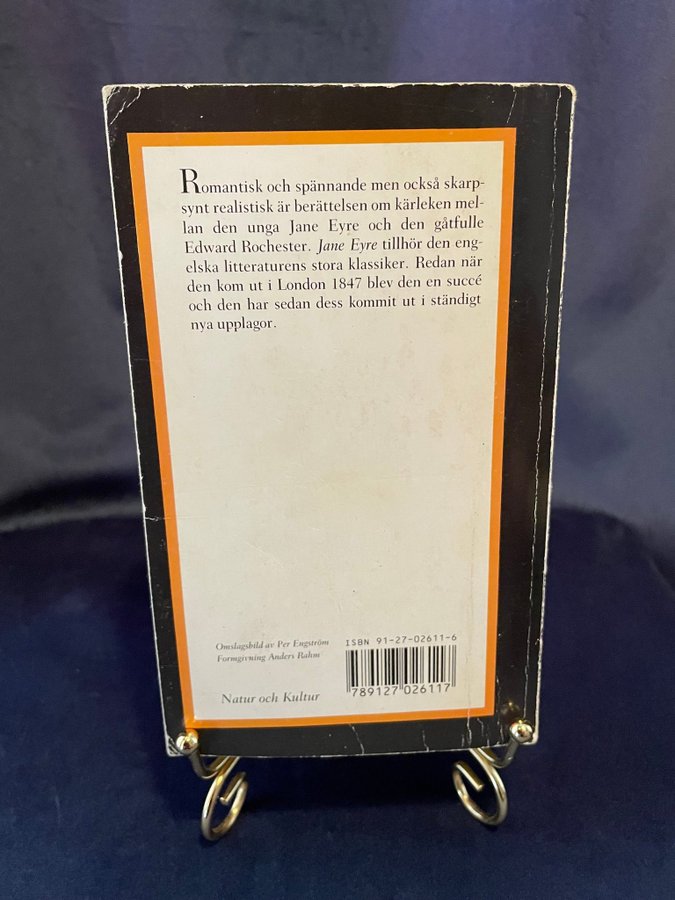 Romantisk och spännande men också skarp-
synt realistisk är berättelsen om kärleken mel-
lan den unga Jane Eyre och den gåtfulle
Edward Rochester. Jane Eyre tillhör den eng-
elska litteraturens stora klassiker. Redan när
den kom ut i London 1847 blev den en succé
och den har sedan dess kommit ut i ständigt
nya upplagor.
Omslagsbild av Per Engström
Formgivning Anders Rahm
Natur och Kultur
ISBN 91-27-02611-6
789127 026117